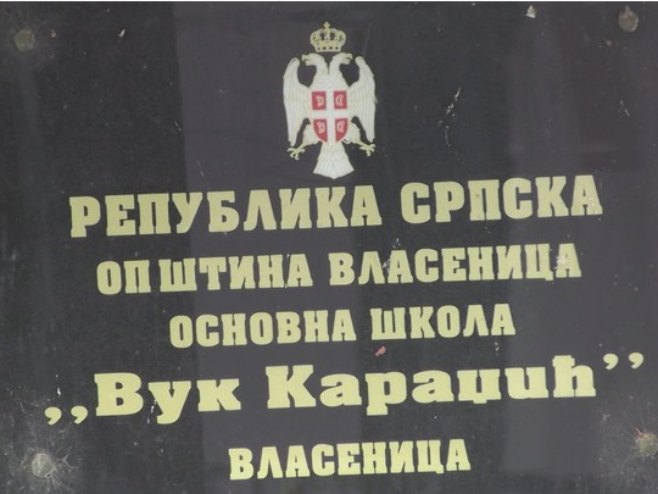 РЕПУБЛИКА СРПСКА
ОПШТИНА ВЛАСЕНИЦА
ОСНОВНА ШКОЛА
,,Вук Караџић’’
ВЛАСЕНИЦА